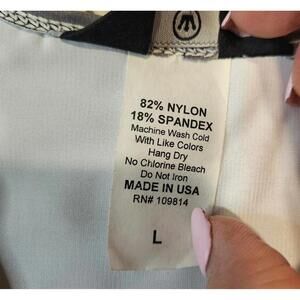 82% NYLON
18% SPANDEX
Machine Wash Cold
With Like Colors
Hang Dry
No Chlorine Bleach
Do Not Iron
MADE IN USA
RN# 109814
L